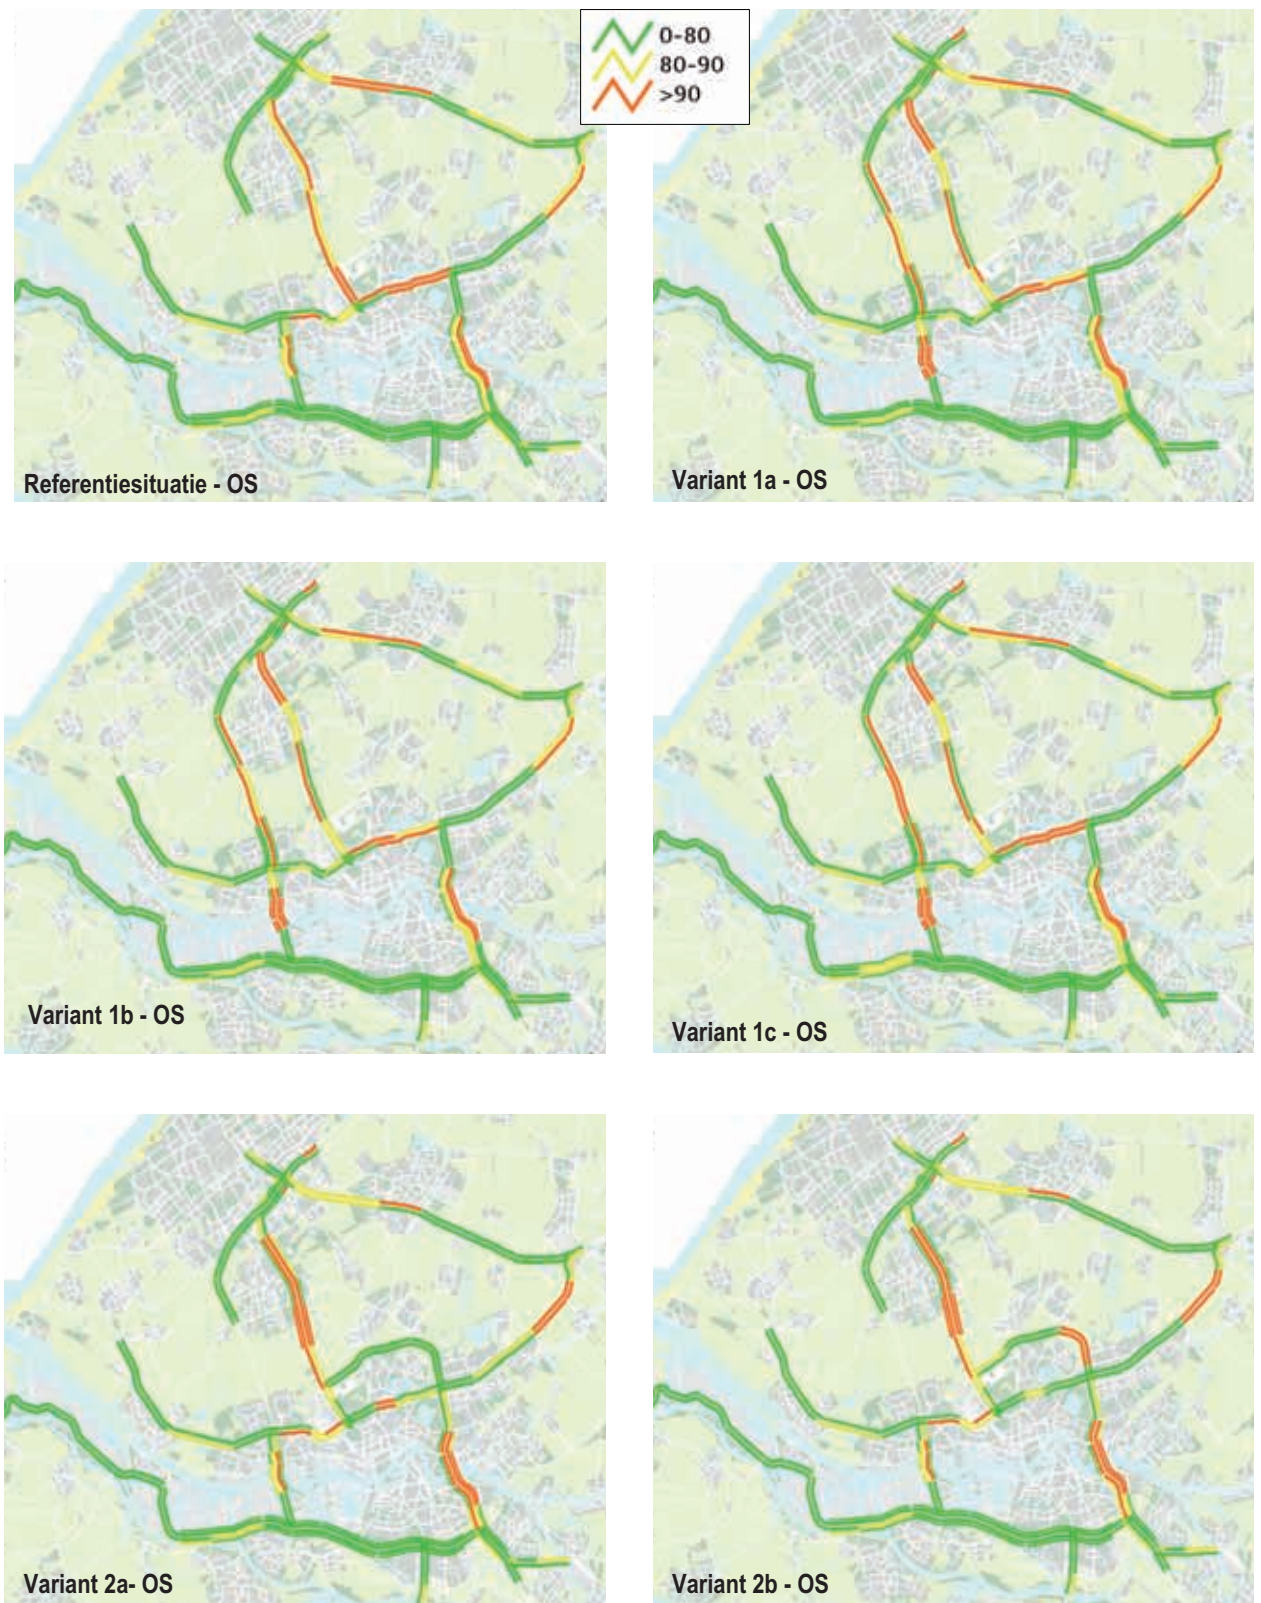 0-80
80-90
>90
Referentiesituatie - OS
Variant 1a - OS
Variant 1b - OS
Variant 1c - OS
Variant 2a- OS
Variant 2b - OS